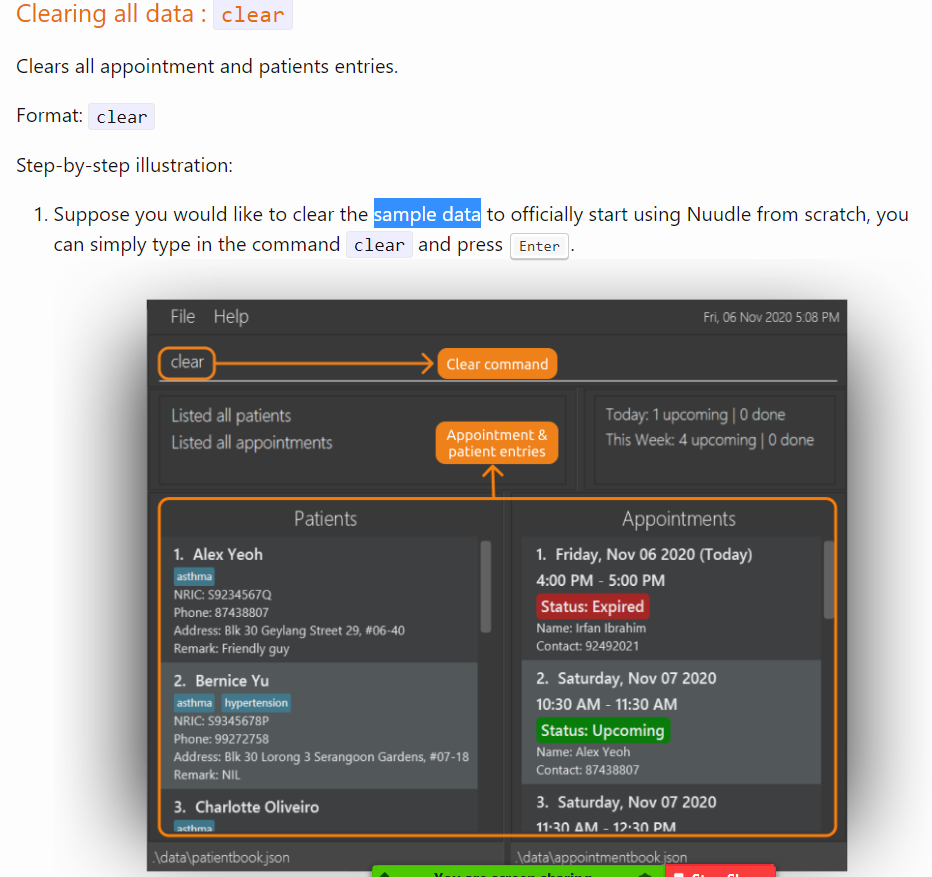 Clearing all data : clear
Clears all appointment and patients entries.
Format: clear
Step-by-step illustration:
1. Suppose you would like to clear the sample data to officially start using Nuudle from scratch, you
can simply type in the command clear and press Enter.
File Help
Fri, 06 Nov 2020 5:08 PM
clear
Clear command
Listed all patients
Listed all appointments
Appointment &
patient entries
Today: 1 upcoming | 0 done
This Week: 4 upcoming | 0 done
Patients
1. Alex Yeoh
asthma
NRIC: S9234567Q
Phone: 87438807
Address: Blk 30 Geylang Street 29, #06-40
Remark: Friendly guy
2. Bernice Yu
asthma hypertension
NRIC: S9345678P
Phone: 99272758
Address: Blk 30 Lorong 3 Serangoon Gardens, #07-18
Remark: NIL
3. Charlotte Oliveiro
asthma
Appointments
1. Friday, Nov 06 2020 (Today)
4:00 PM - 5:00 PM
Status: Expired
Name: Irfan Ibrahim
Contact: 92492021
2. Saturday, Nov 07 2020
10:30 AM - 11:30 AM
Status: Upcoming
Name: Alex Yeoh
Contact: 87438807
3. Saturday, Nov 07 2020
11:30 AM - 12:30 PM
.\data\patientbook.json
.\data\appointmentbook.json
You are screen sharing
Stop Share